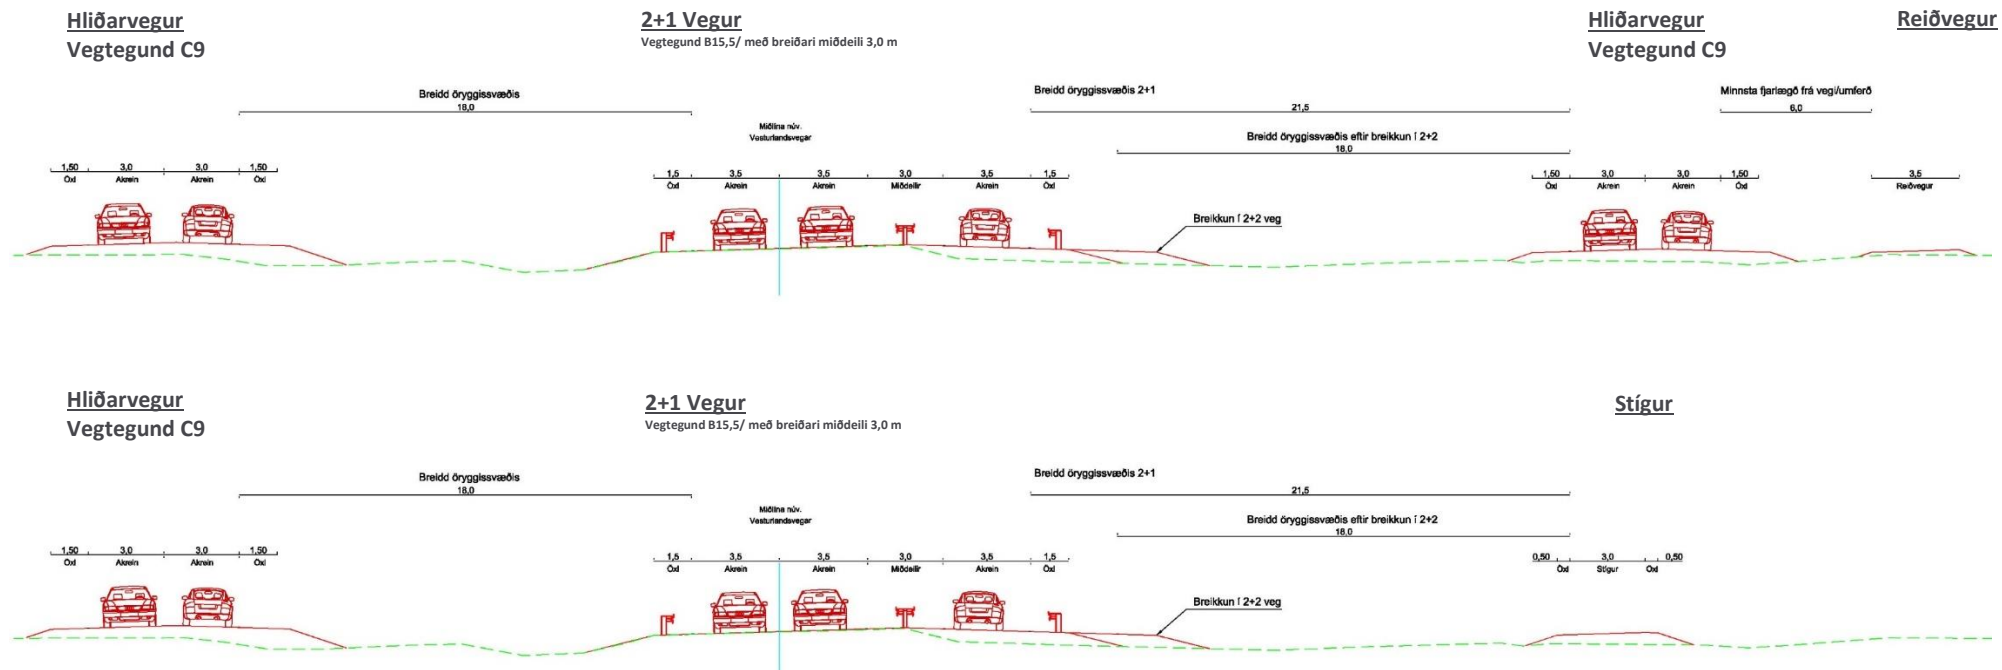 Hliðarvegur
Vegtegund C9
2+1 Vegur
Vegtegund B15,5/ með breiðari miðdeili 3,0 m
Hliðarvegur
Vegtegund C9
Reiðvegur
Breidd öryggissvæðis
18,0
Miðlína núv.
Vesturlandsvegar
Breidd öryggissvæðis 2+1
21,5
Breidd öryggissvæðis eftir breikkun í 2+2
18,0
Minnsta fjarlægð frá vegi/umferð
6,0
1,50 3,0 3,0 1,50
Öxl Akrein Akrein Öxl
1,5 3,5 3,5 3,0 3,5 1,5
Öxl Akrein Akrein Miðdeilir Akrein Öxl
1,50 3,0 3,0 1,50
Öxl Akrein Akrein Öxl
3,5
Reiðvegur
Breikkun í 2+2 veg
Hliðarvegur
Vegtegund C9
2+1 Vegur
Vegtegund B15,5/ með breiðari miðdeili 3,0 m
Stígur
Breidd öryggissvæðis
18,0
Miðlína núv.
Vesturlandsvegar
Breidd öryggissvæðis 2+1
21,5
Breidd öryggissvæðis eftir breikkun í 2+2
18,0
1,50 3,0 3,0 1,50
Öxl Akrein Akrein Öxl
1,5 3,5 3,5 3,0 3,5 1,5
Öxl Akrein Akrein Miðdeilir Akrein Öxl
0,50 3,0 0,50
Öxl Stígur Öxl
Breikkun í 2+2 veg